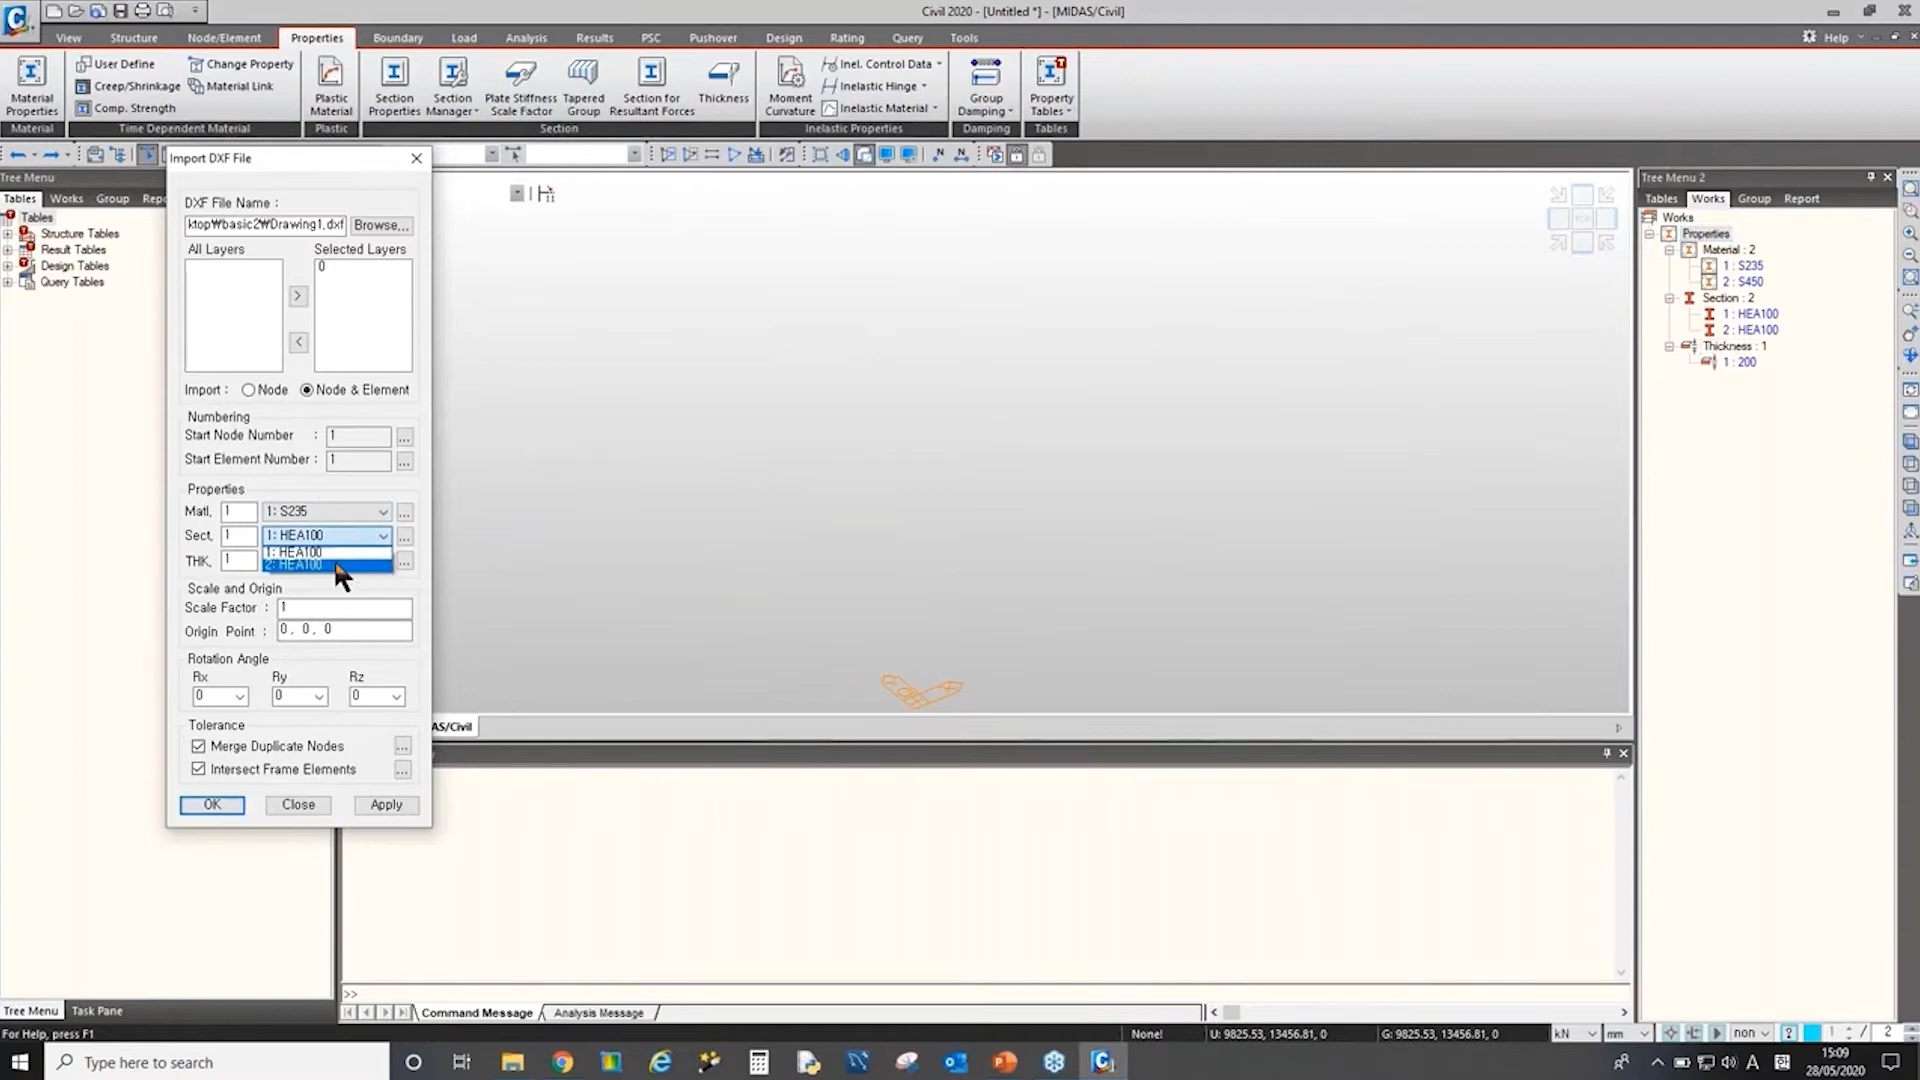 Civil 2020 - [Untitled *] - [MIDAS/Civil]
View Structure Node/Element Properties Boundary Load Analysis Results PSC Pushover Design Rating Query Tools Help
Material Properties
User Define
Creep/Shrinkage
Comp. Strength
Change Property
Material Link
Plastic Material
Section Properties
Section Manager
Plate Stiffness Scale Factor
Tapered Group
Section for Resultant Forces
Thickness
Moment Curvature
Inel. Control Data
Inelastic Hinge
Inelastic Material
Group Damping
Property Tables
Material Time Dependent Material Plastic Section Inelastic Properties Damping Tables
Tree Menu
Tables Works Group Repo
Tables
Structure Tables
Result Tables
Design Tables
Query Tables
Import DXF File
DXF File Name :
ktop₩basic2₩Drawing1.dxf Browse...
All Layers Selected Layers
0
>
<
Import : Node Node & Element
Numbering
Start Node Number : 1 ...
Start Element Number : 1 ...
Properties
Matl. 1 1: S235 ...
Sect. 1 1: HEA100 ...
1: HEA100
THK. 1 2: HEA100 ...
Scale and Origin
Scale Factor : 1
Origin Point : 0, 0, 0
Rotation Angle
Rx Ry Rz
0 0 0
Tolerance
Merge Duplicate Nodes ...
Intersect Frame Elements ...
OK Close Apply
TOP
AS/Civil
Tree Menu 2
Tables Works Group Report
Works
Properties
Material : 2
1 : S235
2 : S450
Section : 2
1 : HEA100
2 : HEA100
Thickness : 1
1 : 200
>>
Command Message Analysis Message
Tree Menu Task Pane
For Help, press F1
None! U: 9825.53, 13456.81, 0 G: 9825.53, 13456.81, 0 kN mm non ? 1 / 2
Type here to search
A
15:09
28/05/2020